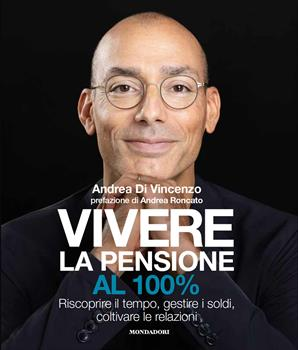 Andrea Di Vincenzo
prefazione di Andrea Roncato
VIVERE
LA PENSIONE
AL 100%
Riscoprire il tempo, gestire i soldi,
coltivare le relazioni
MONDADORI